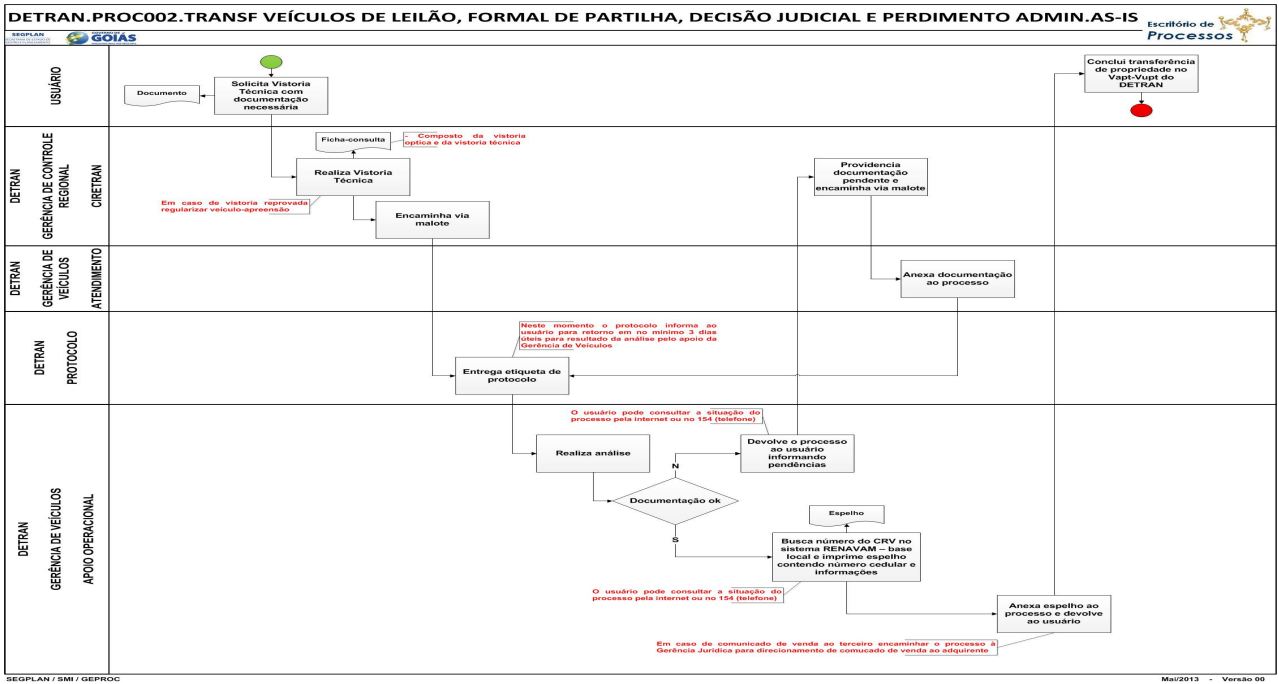 DETRAN.PROC002.TRANSF VEÍCULOS DE LEILÃO, FORMAL DE PARTILHA, DECISÃO JUDICIAL E PERDIMENTO ADMIN.AS-IS
Escritório de
Processos
SEGPLAN
GOVERNO DE
GOIÁS
USUÁRIO
Documento
Solicita Vistoria
Técnica com
documentação
necessária
Conclui transferência
de propriedade no
Vapt-Vupt do
DETRAN
DETRAN
GERÊNCIA DE CONTROLE
REGIONAL
CIRETRAN
Ficha-consulta
- Composto da vistoria
optica e da vistoria técnica
Realiza Vistoria
Técnica
Em caso de vistoria reprovada
regularizar veiculo-apreensão
Encaminha via
malote
Providencia
documentação
pendente e
encaminha via malote
DETRAN
GERÊNCIA DE
VEÍCULOS
ATENDIMENTO
Anexa documentação
ao processo
DETRAN
PROTOCOLO
Neste momento o protocolo informa ao
usuário para retorno em no mínimo 3 dias
úteis para resultado da análise pelo apoio da
Gerência de Veículos
Entrega etiqueta de
protocolo
DETRAN
GERÊNCIA DE VEÍCULOS
APOIO OPERACIONAL
O usuário pode consultar a situação do
processo pela internet ou no 154 (telefone)
Realiza análise
Devolve o processo
ao usuário
informando
pendências
N
Documentação ok
S
Espelho
Busca número do CRV no
sistema RENAVAM – base
local e imprime espelho
contendo número cedular e
informações
O usuário pode consultar a situação do
processo pela internet ou no 154 (telefone)
Anexa espelho ao
processo e devolve
ao usuário
Em caso de comunicado de venda ao terceiro encaminhar o processo à
Gerência Jurídica para direcionamento de comucado de venda ao adquirente
SEGPLAN / SMI / GEPROC
Mai/2013 - Versão 00